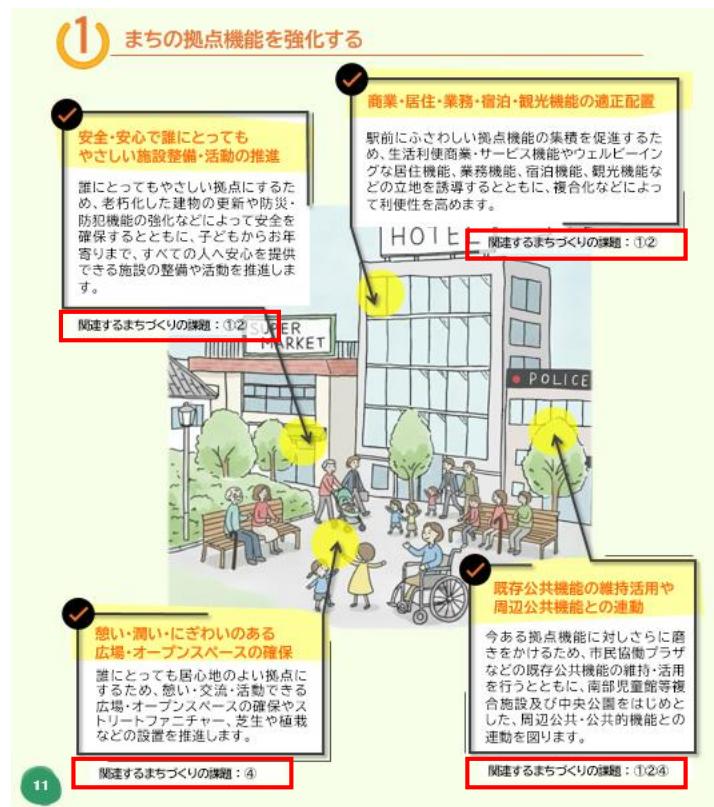 1 まちの拠点機能を強化する
商業・居住・業務・宿泊・観光機能の適正配置
駅前にふさわしい拠点機能の集積を促進するた
め、生活利便商業・サービス機能やウェルビーイン
グな居住機能、業務機能、宿泊機能、観光機能な
どの立地を誘導するとともに、複合化などによっ
て利便性を高めます。
関連するまちづくりの課題：①②
安全・安心で誰にとっても
やさしい施設整備・活動の推進
誰にとってもやさしい拠点にするた
め、老朽化した建物の更新や防災・
防犯機能の強化などによって安全を
確保するとともに、子どもからお年
寄りまで、すべての人へ安心を提供
できる施設の整備や活動を推進しま
す。
関連するまちづくりの課題：①②
HOTEL
SUPER
MARKET
POLICE
既存公共機能の維持活用や
周辺公共機能との連動
今ある拠点機能に対しさらに磨
きをかけるため、市民協働プラザ
などの既存公共機能の維持・活用
を行うとともに、南部児童館等複
合施設及び中央公園をはじめと
した、周辺公共・公共的機能との
連動を図ります。
関連するまちづくりの課題：①②④
憩い・潤い・にぎわいのある
広場・オープンスペースの確保
誰にとっても居心地のよい拠点に
するため、憩い・交流・活動できる
広場・オープンスペースの確保やス
トリートファニチャー、芝生や植栽
などの設置を推進します。
関連するまちづくりの課題：④
11